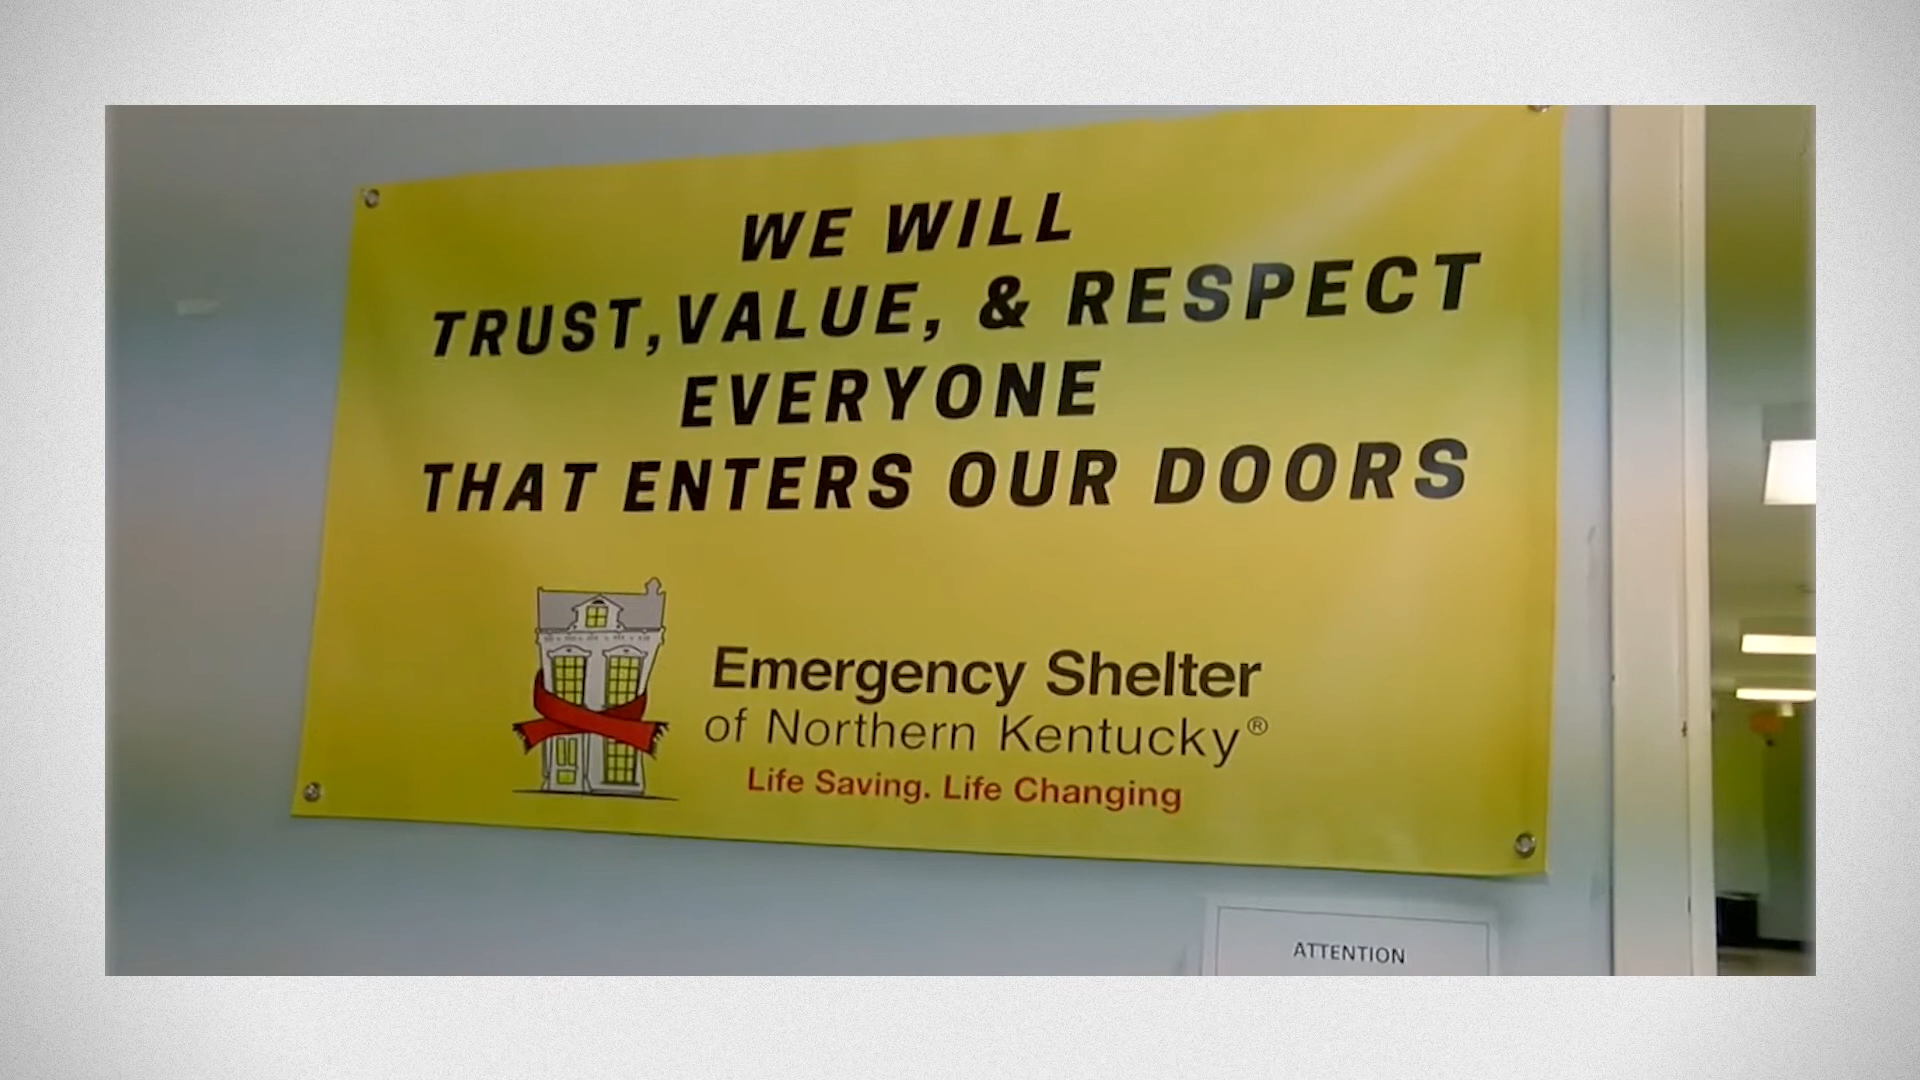 WE WILL
TRUST, VALUE, & RESPECT
EVERYONE
THAT ENTERS OUR DOORS
Emergency Shelter
of Northern Kentucky®
Life Saving. Life Changing
ATTENTION